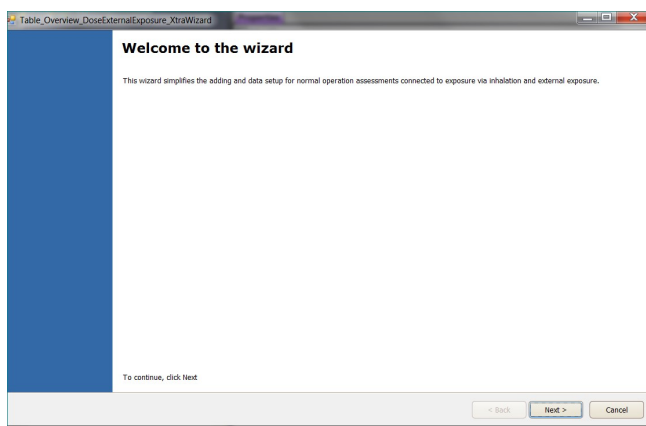 Table_Overview_DoseExternalExposure_XtraWizard
Welcome to the wizard
This wizard simplifies the adding and data setup for normal operation assessments connected to exposure via inhalation and external exposure.
To continue, click Next
< Back
Next >
Cancel